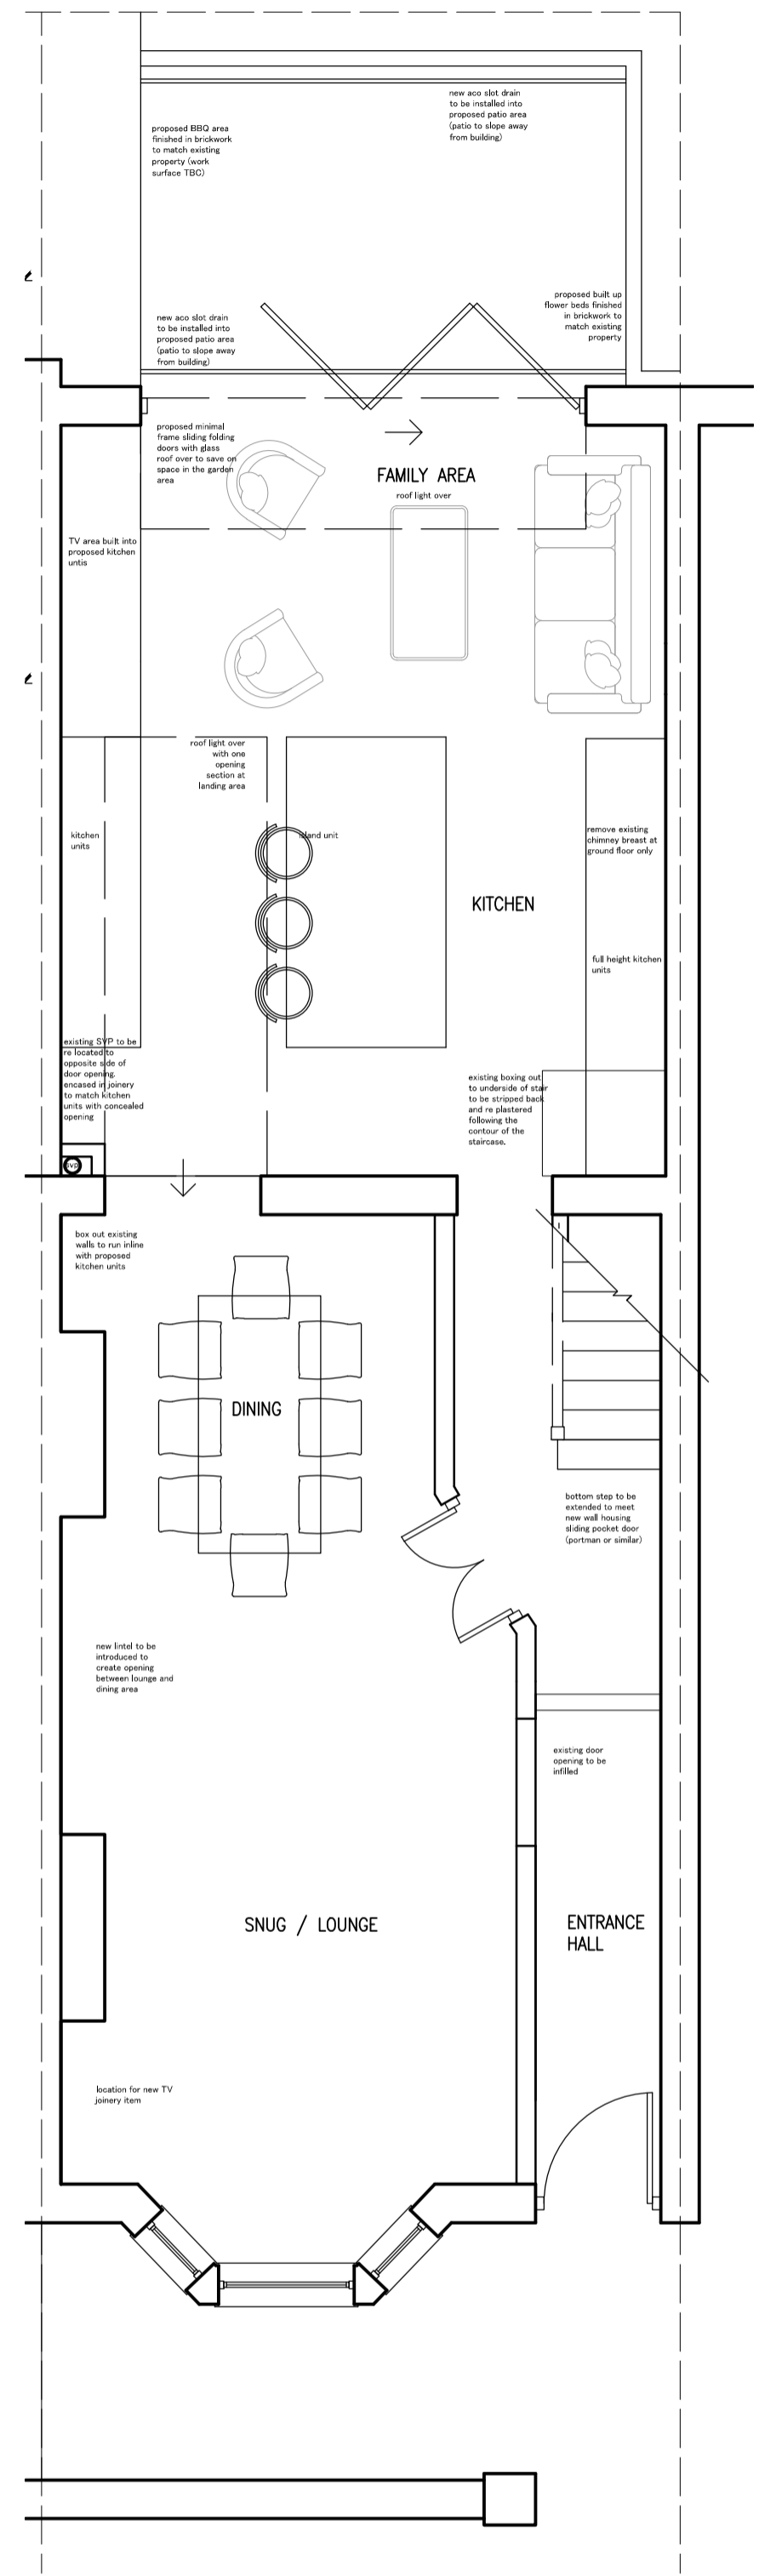 new aco slot drain
to be installed into
proposed patio area
(patio to slope away
from building)
proposed BBQ area
finished in brickwork
to match existing
property (work
surface TBC)
proposed built up
flower beds finished
in brickwork to
match existing
property
new aco slot drain
to be installed into
proposed patio area
(patio to slope away
from building)
proposed minimal
frame sliding folding
doors with glass
roof over to save on
space in the garden
area
FAMILY AREA
roof light over
TV area built into
proposed kitchen
untis
roof light over
with one
opening
section at
landing area
kitchen
units
island unit
remove existing
chimney breast at
ground floor only
KITCHEN
full height kitchen
units
existing SVP to be
re located to
opposite side of
door opening.
encased in joinery
to match kitchen
units with concealed
opening
existing boxing out
to underside of stair
to be stripped back
and re plastered
following the
contour of the
staircase.
SVP
box out existing
walls to run inline
with proposed
kitchen units
DINING
bottom step to be
extended to meet
new wall housing
sliding pocket door
(portman or similar)
new lintel to be
introduced to
create opening
between lounge and
dining area
existing door
opening to be
infilled
SNUG / LOUNGE
ENTRANCE
HALL
location for new TV
joinery item